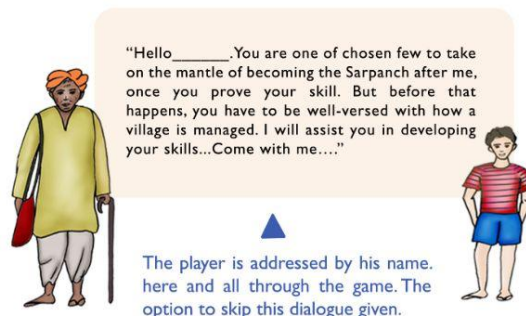 “Hello_______.You are one of chosen few to take
on the mantle of becoming the Sarpanch after me,
once you prove your skill. But before that
happens, you have to be well-versed with how a
village is managed. I will assist you in developing
your skills...Come with me....”
The player is addressed by his name.
here and all through the game. The
option to skip this dialogue given.